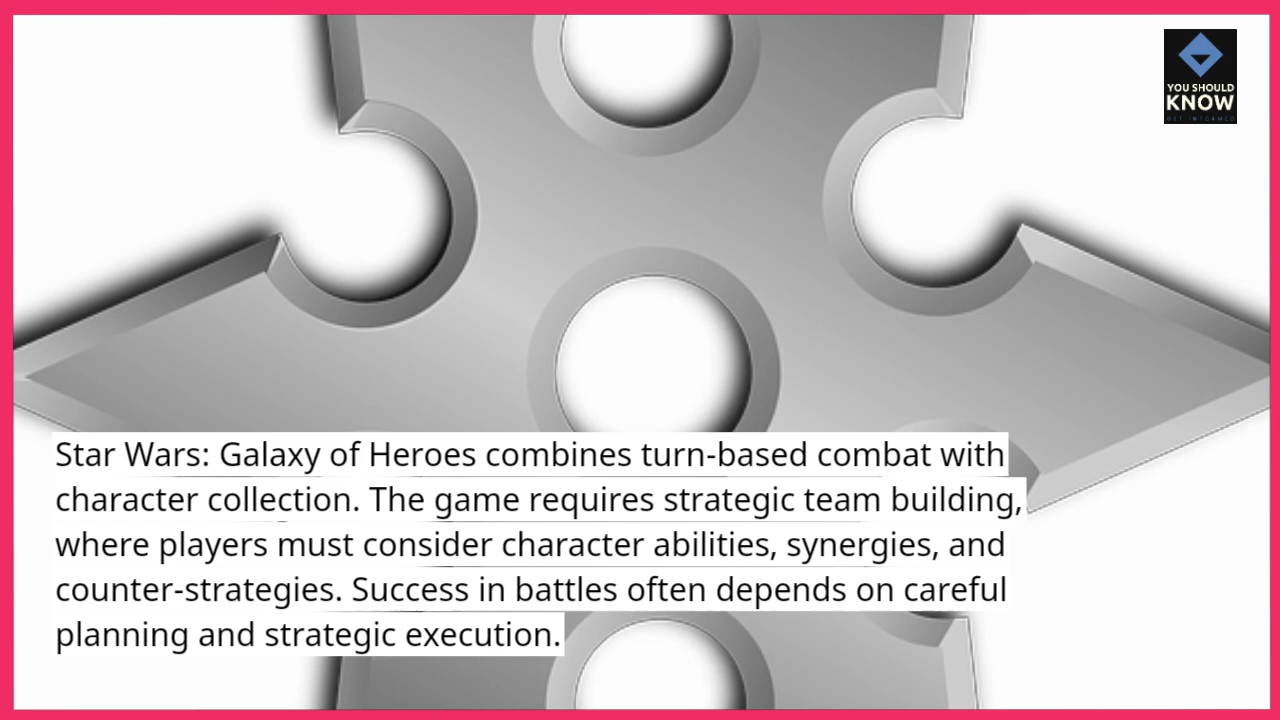 YOU SHOULD
KNOW
GET INFORMED
Star Wars: Galaxy of Heroes combines turn-based combat with
character collection. The game requires strategic team building,
where players must consider character abilities, synergies, and
counter-strategies. Success in battles often depends on careful
planning and strategic execution.